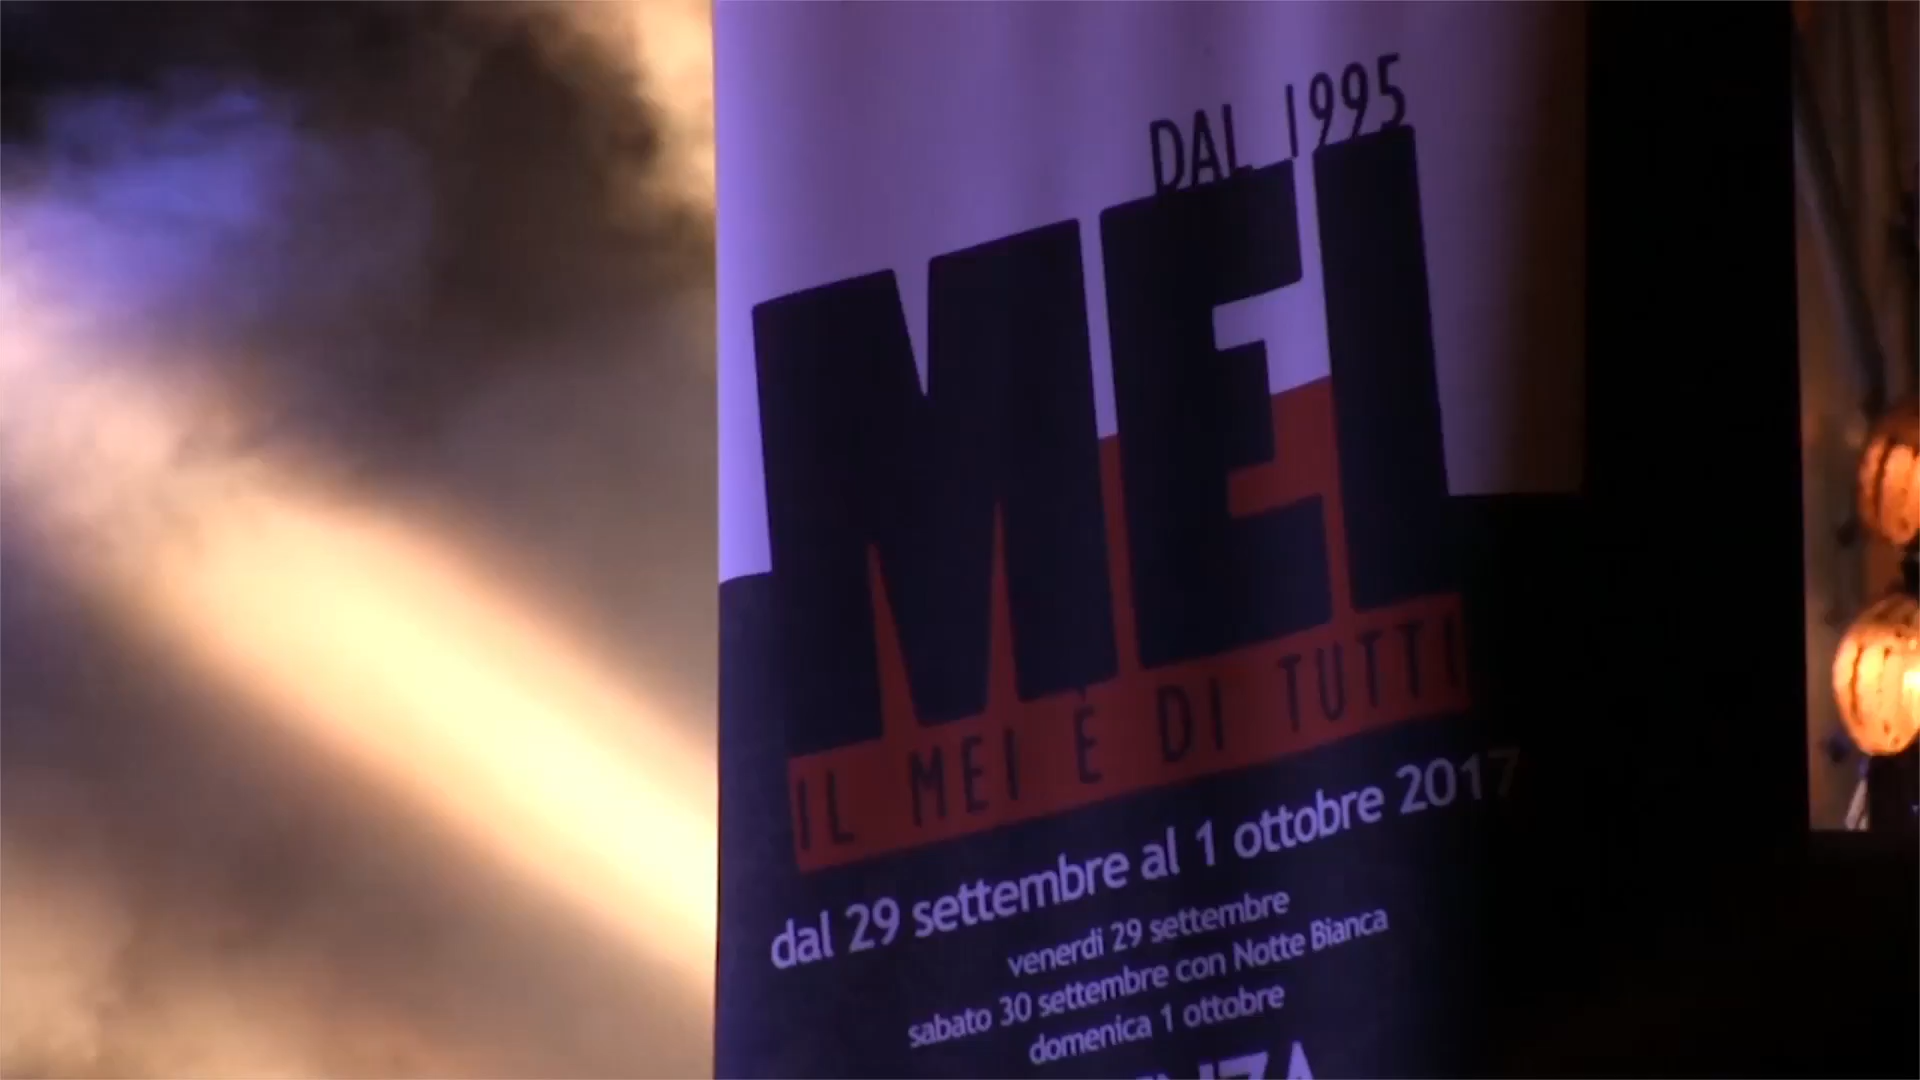 DAL 1995
MEI
IL MEI È DI TUTTI
dal 29 settembre al 1 ottobre 2017
venerdi 29 settembre
sabato 30 settembre con Notte Bianca
domenica 1 ottobre